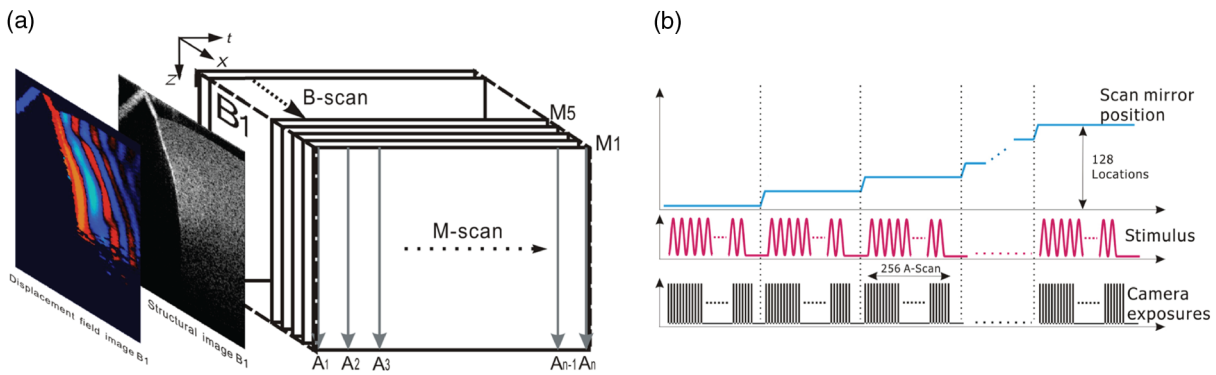 (a)
t
x
Z
B-scan
B1
M5
M1
M-scan
A1 A2 A3 An-1 An
Displacement field image B1
Structural image B1
(b)
Scan mirror
position
128
Locations
Stimulus
256 A-Scan
Camera
exposures